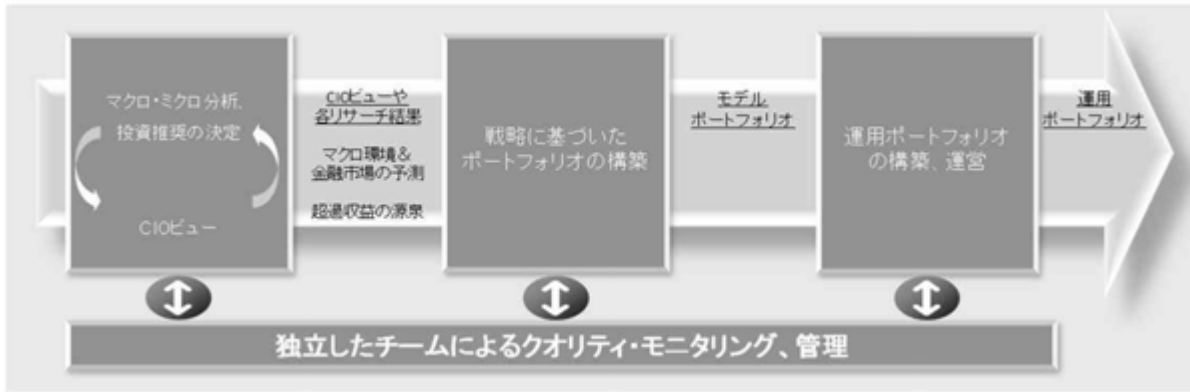 マクロ・ミクロ分析、
投資推奨の決定
CIOビュー
CIOビューや
各リサーチ結果
マクロ環境&
金融市場の予測
超過収益の源泉
戦略に基づいた
ポートフォリオの構築
モデル
ポートフォリオ
運用ポートフォリオ
の構築、運営
運用
ポートフォリオ
独立したチームによるクオリティ・モニタリング、管理